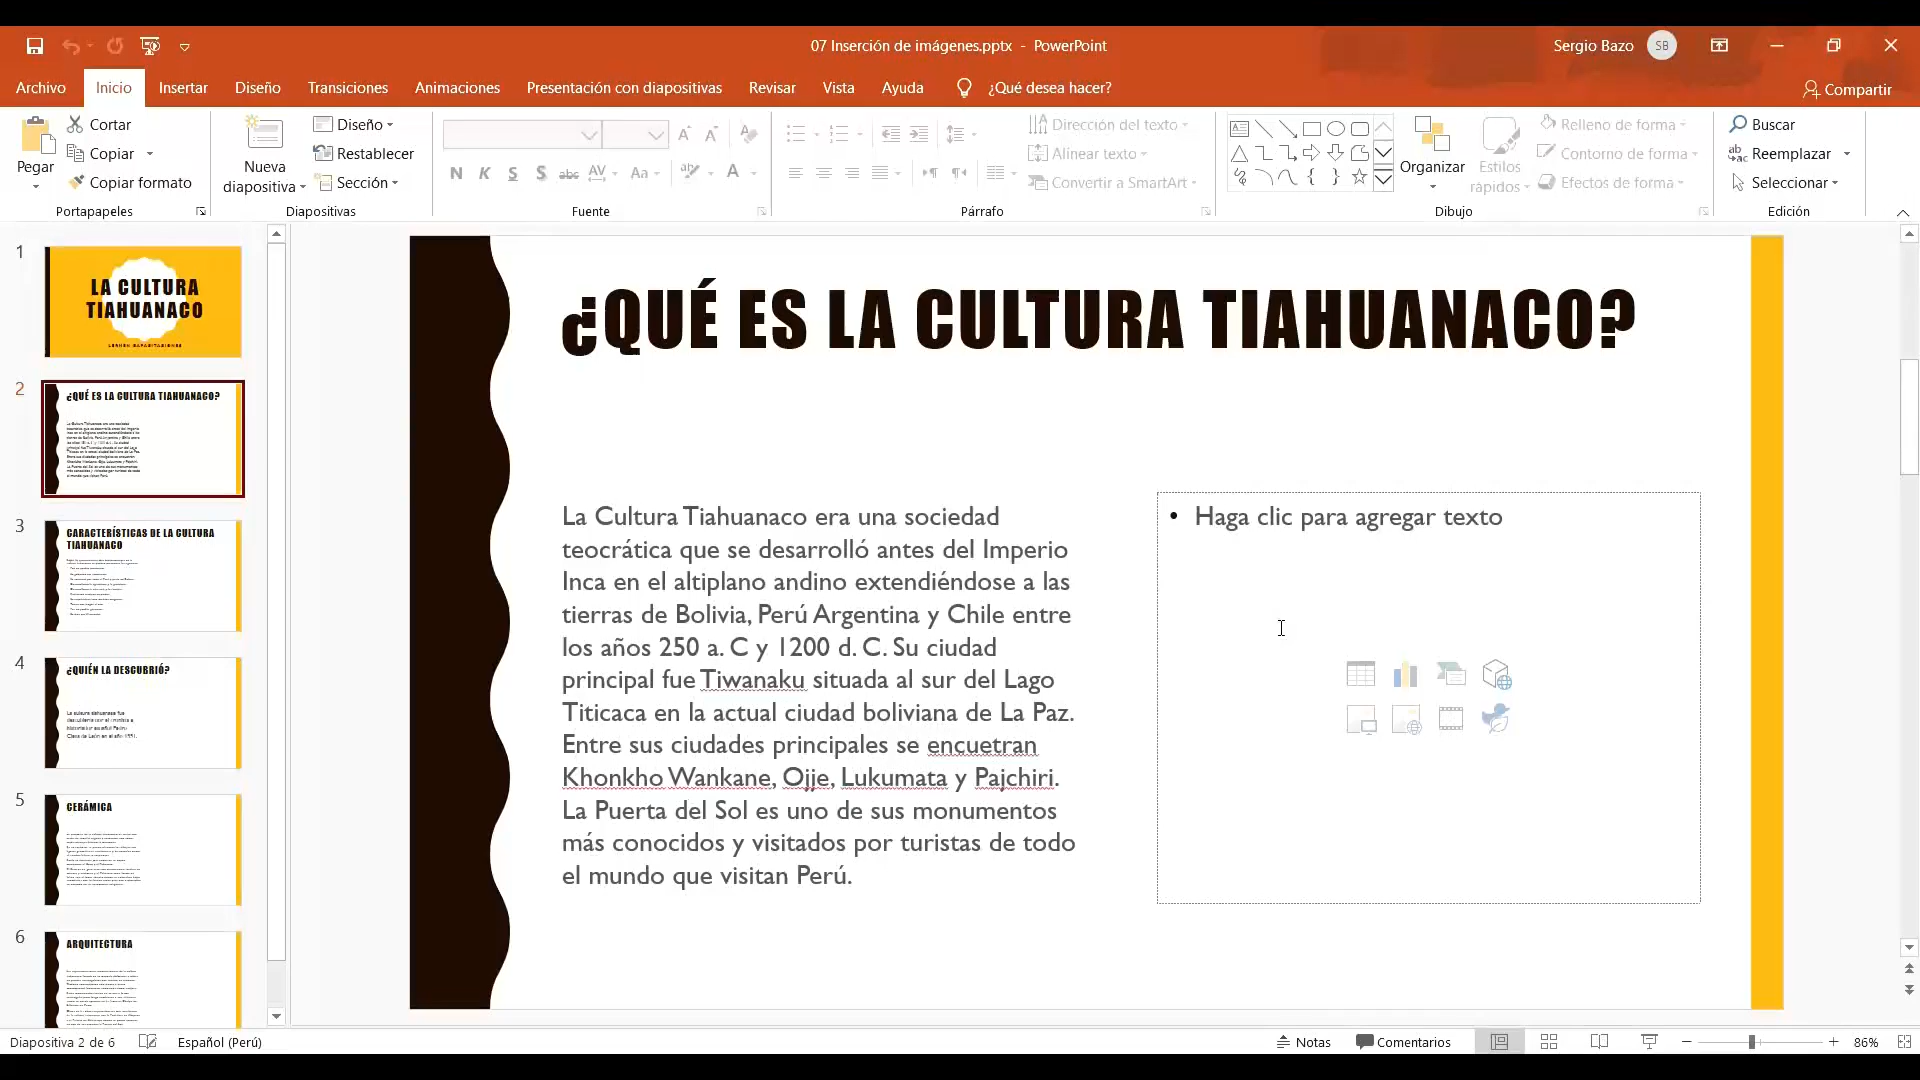 07 Inserción de imágenes.pptx - PowerPoint
Sergio Bazo
SB
Archivo
Inicio
Insertar
Diseño
Transiciones
Animaciones
Presentación con diapositivas
Revisar
Vista
Ayuda
¿Qué desea hacer?
Compartir
Pegar
Cortar
Copiar
Copiar formato
Portapapeles
Nueva
diapositiva
Diseño
Restablecer
Sección
Diapositivas
N K S S abc AV Aa A
Fuente
Dirección del texto
Alinear texto
Convertir a SmartArt
Párrafo
Organizar
Estilos
rápidos
Relleno de forma
Contorno de forma
Efectos de forma
Dibujo
Buscar
Reemplazar
Seleccionar
Edición
1
LA CULTURA
TIAHUANACO
2
¿QUÉ ES LA CULTURA TIAHUANACO?
3
CARACTERÍSTICAS DE LA CULTURA
TIAHUANACO
4
¿QUIÉN LA DESCUBRIÓ?
5
CERÁMICA
6
ARQUITECTURA
¿QUÉ ES LA CULTURA TIAHUANACO?
La Cultura Tiahuanaco era una sociedad
teocrática que se desarrolló antes del Imperio
Inca en el altiplano andino extendiéndose a las
tierras de Bolivia, Perú Argentina y Chile entre
los años 250 a. C y 1200 d. C. Su ciudad
principal fue Tiwanaku situada al sur del Lago
Titicaca en la actual ciudad boliviana de La Paz.
Entre sus ciudades principales se encuetran
Khonkho Wankane, Ojje, Lukumata y Pajchiri.
La Puerta del Sol es uno de sus monumentos
más conocidos y visitados por turistas de todo
el mundo que visitan Perú.
• Haga clic para agregar texto
Diapositiva 2 de 6
Español (Perú)
Notas
Comentarios
86%